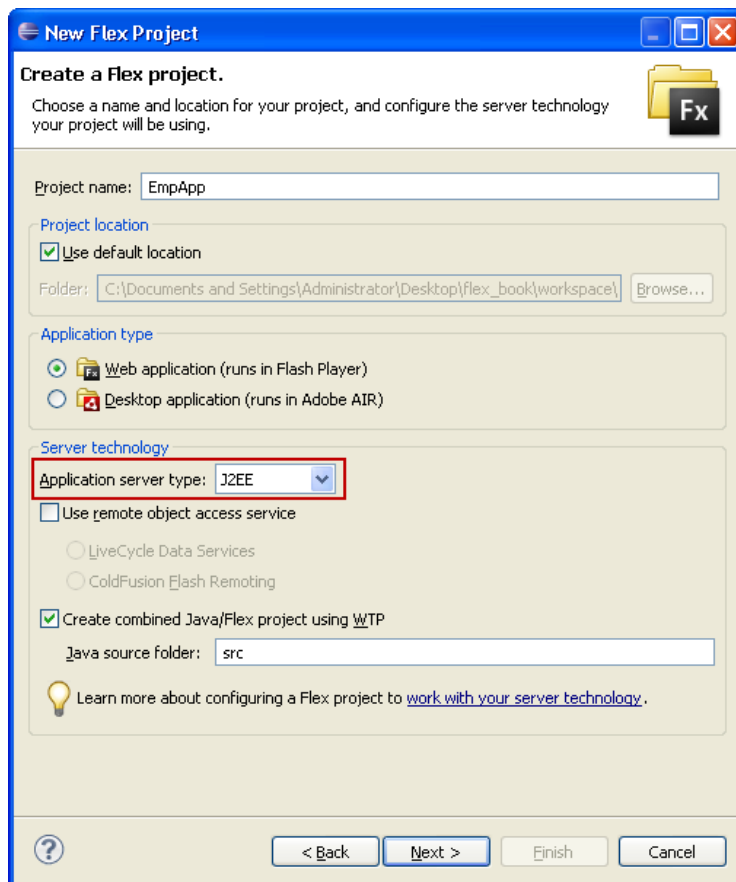 New Flex Project
Create a Flex project.
Choose a name and location for your project, and configure the server technology
your project will be using.
Fx
Project name: EmpApp
Project location
Use default location
Folder: C:\Documents and Settings\Administrator\Desktop\flex_book\workspace\ Browse...
Application type
Web application (runs in Flash Player)
Desktop application (runs in Adobe AIR)
Server technology
Application server type: J2EE
Use remote object access service
LiveCycle Data Services
ColdFusion Flash Remoting
Create combined Java/Flex project using WTP
Java source folder: src
Learn more about configuring a Flex project to work with your server technology.
? < Back Next > Finish Cancel